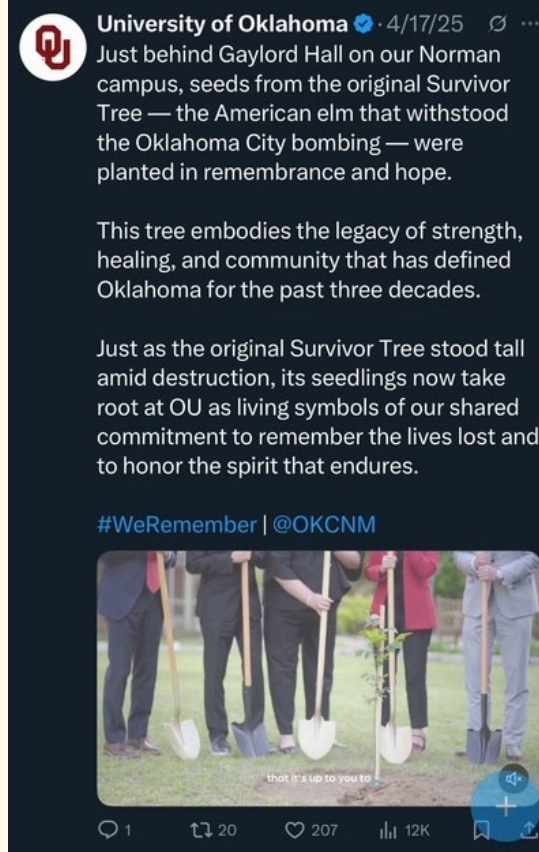 University of Oklahoma · 4/17/25 ...
Just behind Gaylord Hall on our Norman
campus, seeds from the original Survivor
Tree — the American elm that withstood
the Oklahoma City bombing — were
planted in remembrance and hope.
This tree embodies the legacy of strength,
healing, and community that has defined
Oklahoma for the past three decades.
Just as the original Survivor Tree stood tall
amid destruction, its seedlings now take
root at OU as living symbols of our shared
commitment to remember the lives lost and
to honor the spirit that endures.
#WeRemember | @OKCNM
that it's up to you to
1 20 207 12K